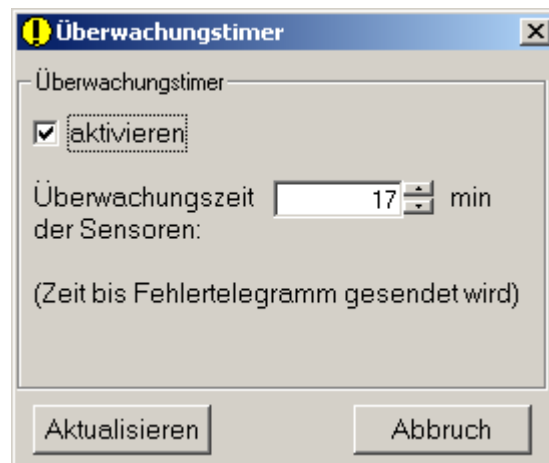 Überwachungstimer
Überwachungstimer
aktivieren
Überwachungszeit 17 min
der Sensoren:
(Zeit bis Fehlertelegramm gesendet wird)
Aktualisieren Abbruch